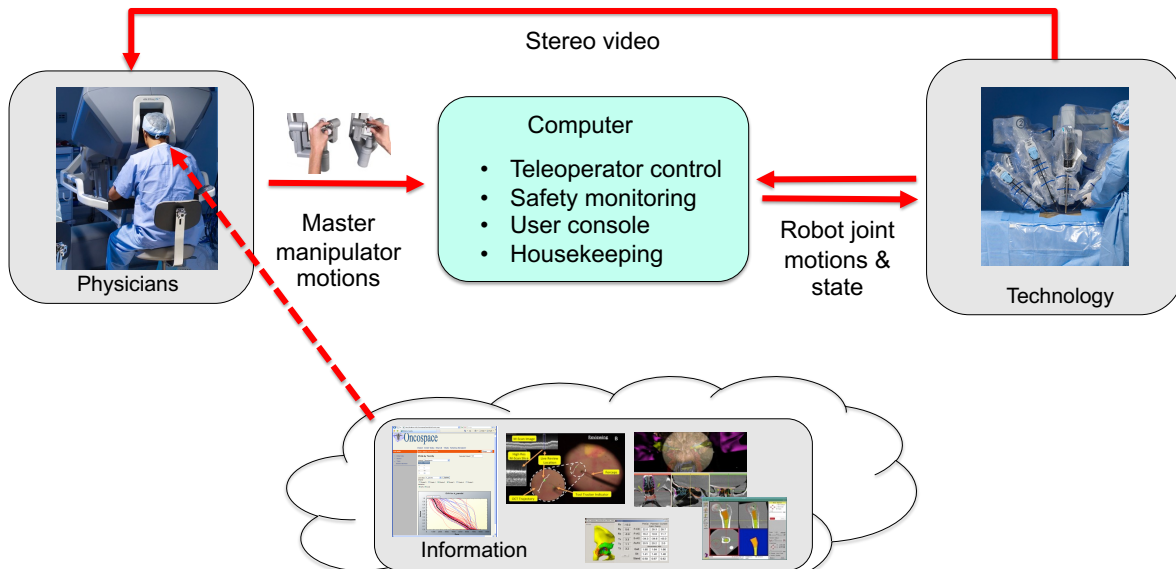 Stereo video
Physicians
Master
manipulator
motions
Computer
• Teleoperator control
• Safety monitoring
• User console
• Housekeeping
Robot joint
motions &
state
Technology
Oncospace
Information